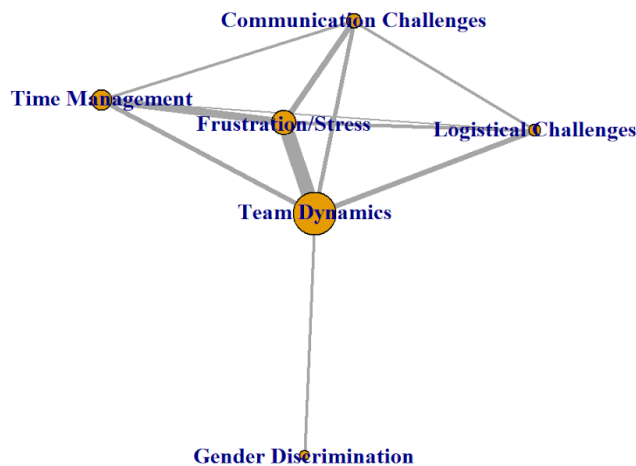 Communication Challenges
Time Management
Frustration/Stress
Logistical Challenges
Team Dynamics
Gender Discrimination